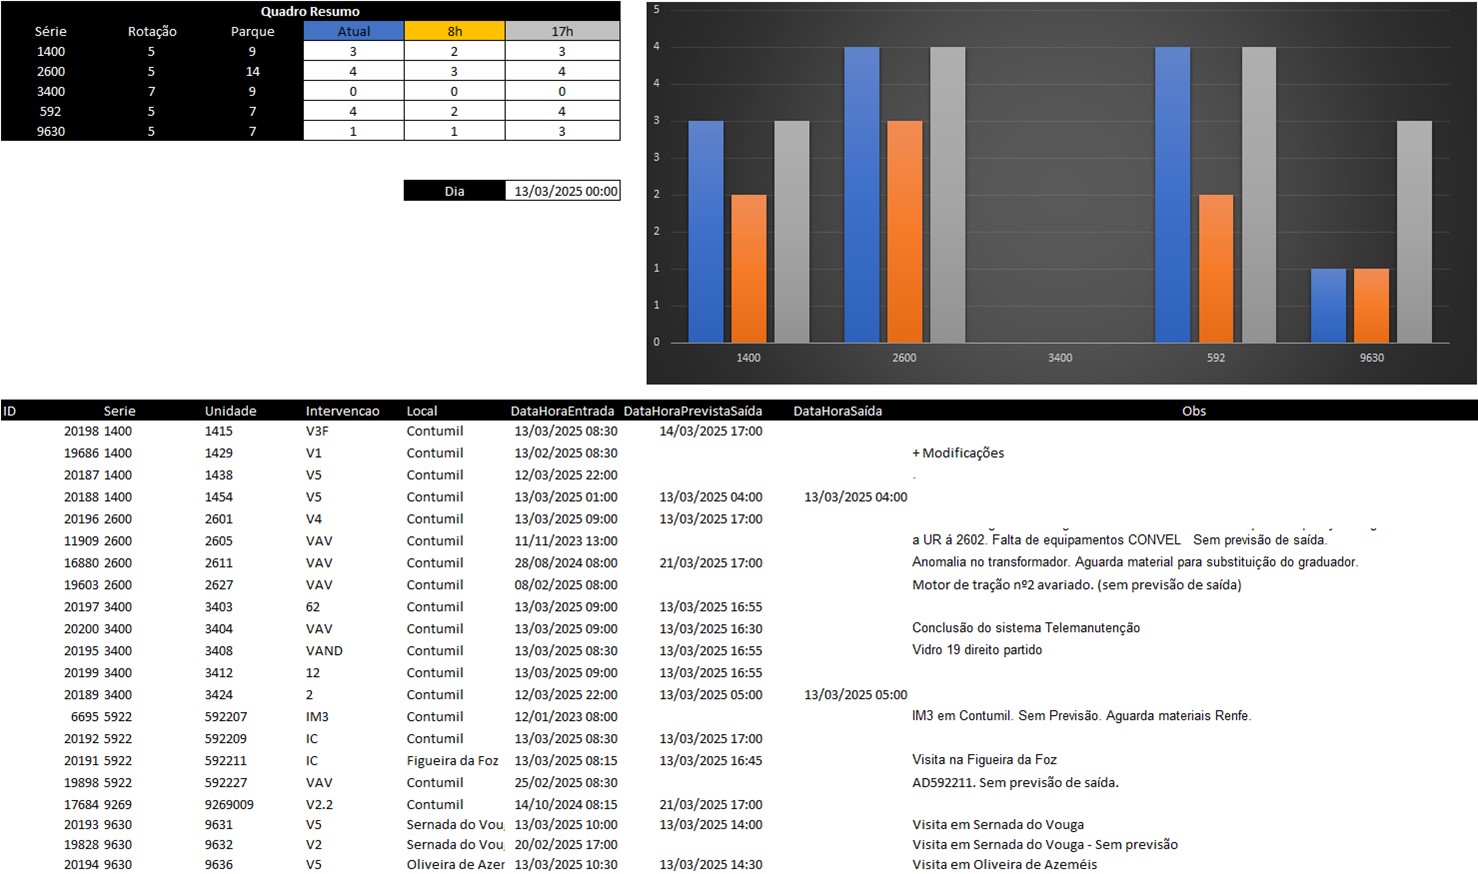 Quadro Resumo
Série Rotação Parque Atual 8h 17h
1400 5 9 3 2 3
2600 5 14 4 3 4
3400 7 9 0 0 0
592 5 7 4 2 4
9630 5 7 1 1 3
Dia 13/03/2025 00:00
5
4
4
3
3
2
2
1
1
0
1400 2600 3400 592 9630
ID Serie Unidade Intervencao Local DataHoraEntrada DataHoraPrevistaSaída DataHoraSaída Obs
20198 1400 1415 V3F Contumil 13/03/2025 08:30 14/03/2025 17:00
19686 1400 1429 V1 Contumil 13/02/2025 08:30 + Modificações
20187 1400 1438 V5 Contumil 12/03/2025 22:00 .
20188 1400 1454 V5 Contumil 13/03/2025 01:00 13/03/2025 04:00 13/03/2025 04:00
20196 2600 2601 V4 Contumil 13/03/2025 09:00 13/03/2025 17:00
11909 2600 2605 VAV Contumil 11/11/2023 13:00 a UR á 2602. Falta de equipamentos CONVEL Sem previsão de saída.
16880 2600 2611 VAV Contumil 28/08/2024 08:00 21/03/2025 17:00 Anomalia no transformador. Aguarda material para substituição do graduador.
19603 2600 2627 VAV Contumil 08/02/2025 08:00 Motor de tração nº2 avariado. (sem previsão de saída)
20197 3400 3403 62 Contumil 13/03/2025 09:00 13/03/2025 16:55
20200 3400 3404 VAV Contumil 13/03/2025 09:00 13/03/2025 16:30 Conclusão do sistema Telemanutenção
20195 3400 3408 VAND Contumil 13/03/2025 08:30 13/03/2025 16:55 Vidro 19 direito partido
20199 3400 3412 12 Contumil 13/03/2025 09:00 13/03/2025 16:55
20189 3400 3424 2 Contumil 12/03/2025 22:00 13/03/2025 05:00 13/03/2025 05:00
6695 5922 592207 IM3 Contumil 12/01/2023 08:00 IM3 em Contumil. Sem Previsão. Aguarda materiais Renfe.
20192 5922 592209 IC Contumil 13/03/2025 08:30 13/03/2025 17:00
20191 5922 592211 IC Figueira da Foz 13/03/2025 08:15 13/03/2025 16:45 Visita na Figueira da Foz
19898 5922 592227 VAV Contumil 25/02/2025 08:30 AD592211. Sem previsão de saída.
17684 9269 9269009 V2.2 Contumil 14/10/2024 08:15 21/03/2025 17:00
20193 9630 9631 V5 Sernada do Vou 13/03/2025 10:00 13/03/2025 14:00 Visita em Sernada do Vouga
19828 9630 9632 V2 Sernada do Vou 20/02/2025 17:00 Visita em Sernada do Vouga - Sem previsão
20194 9630 9636 V5 Oliveira de Azer 13/03/2025 10:30 13/03/2025 14:30 Visita em Oliveira de Azeméis